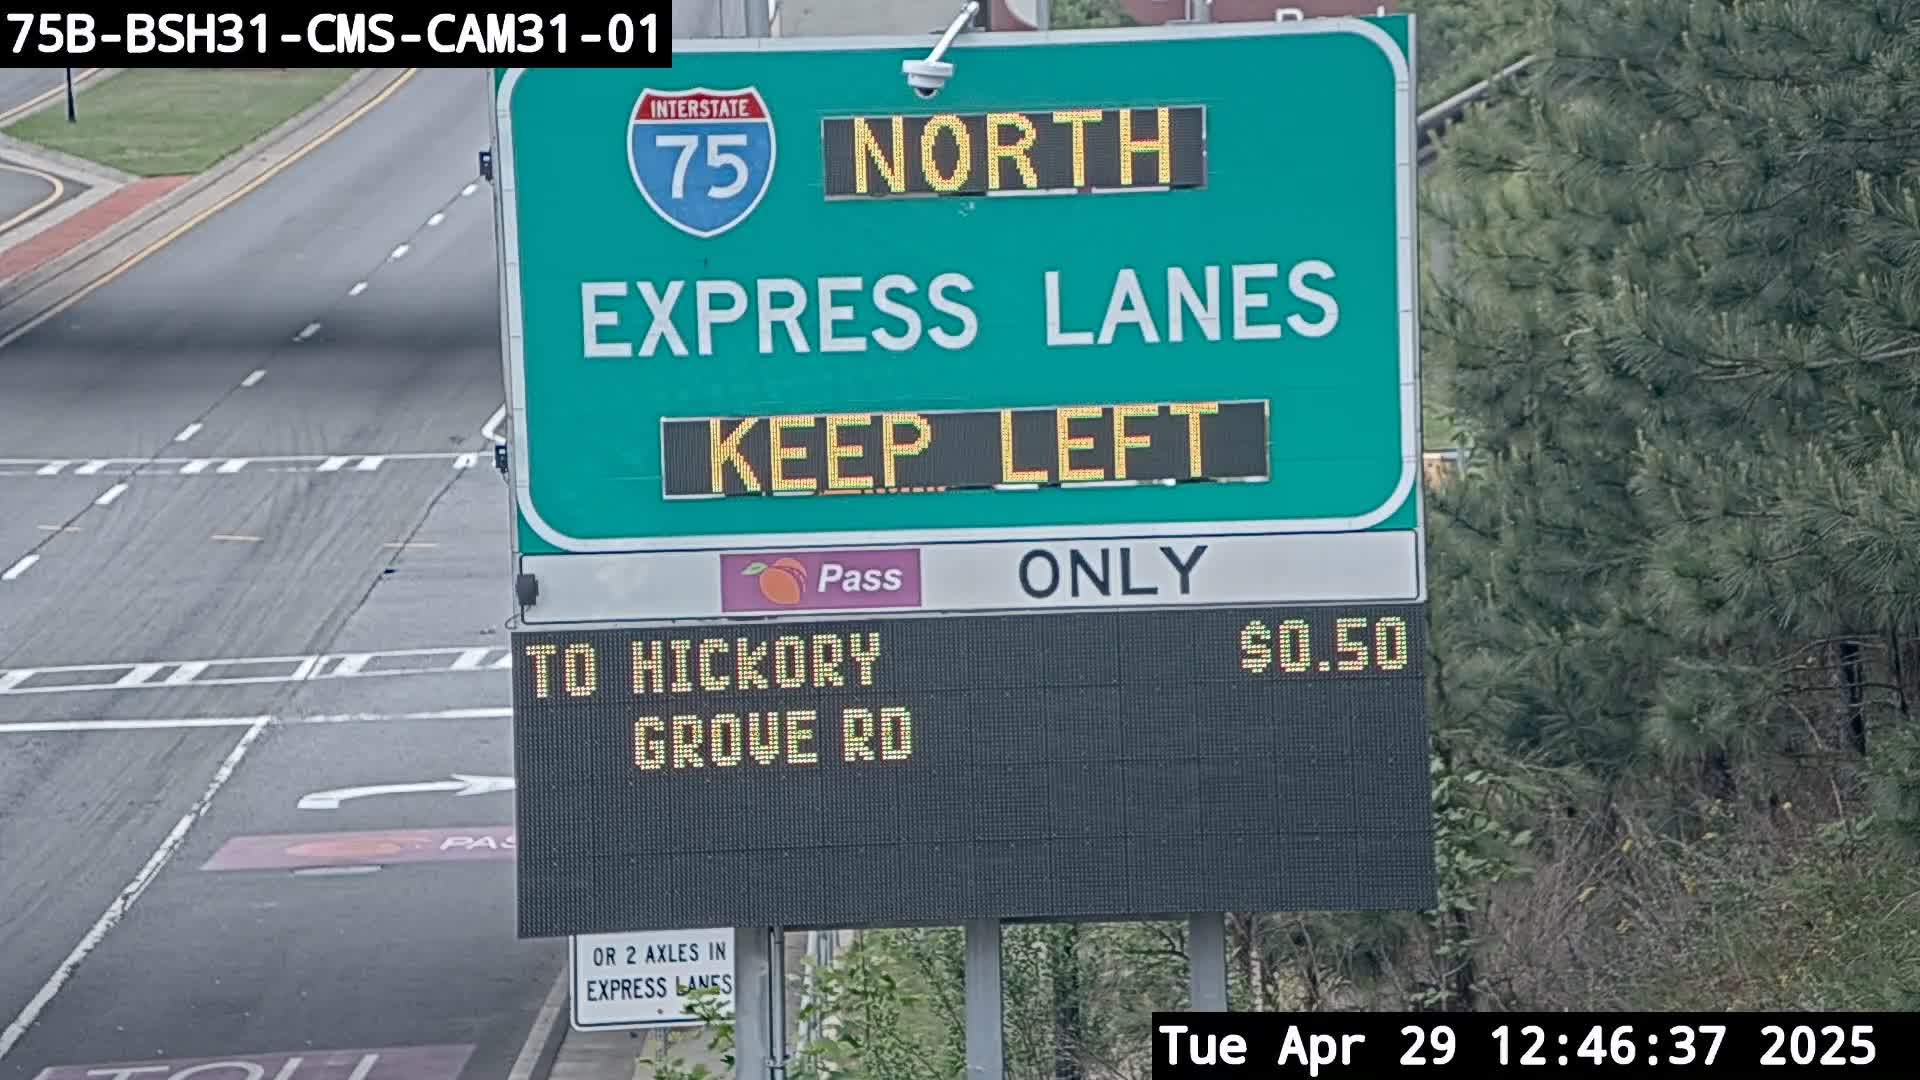 75B-BSH31-CMS-CAM31-01
INTERSTATE
75
NORTH
EXPRESS LANES
KEEP LEFT
Pass ONLY
TO HICKORY $0.50
GROVE RD
OR 2 AXLES IN
EXPRESS LANES
Tue Apr 29 12:46:37 2025